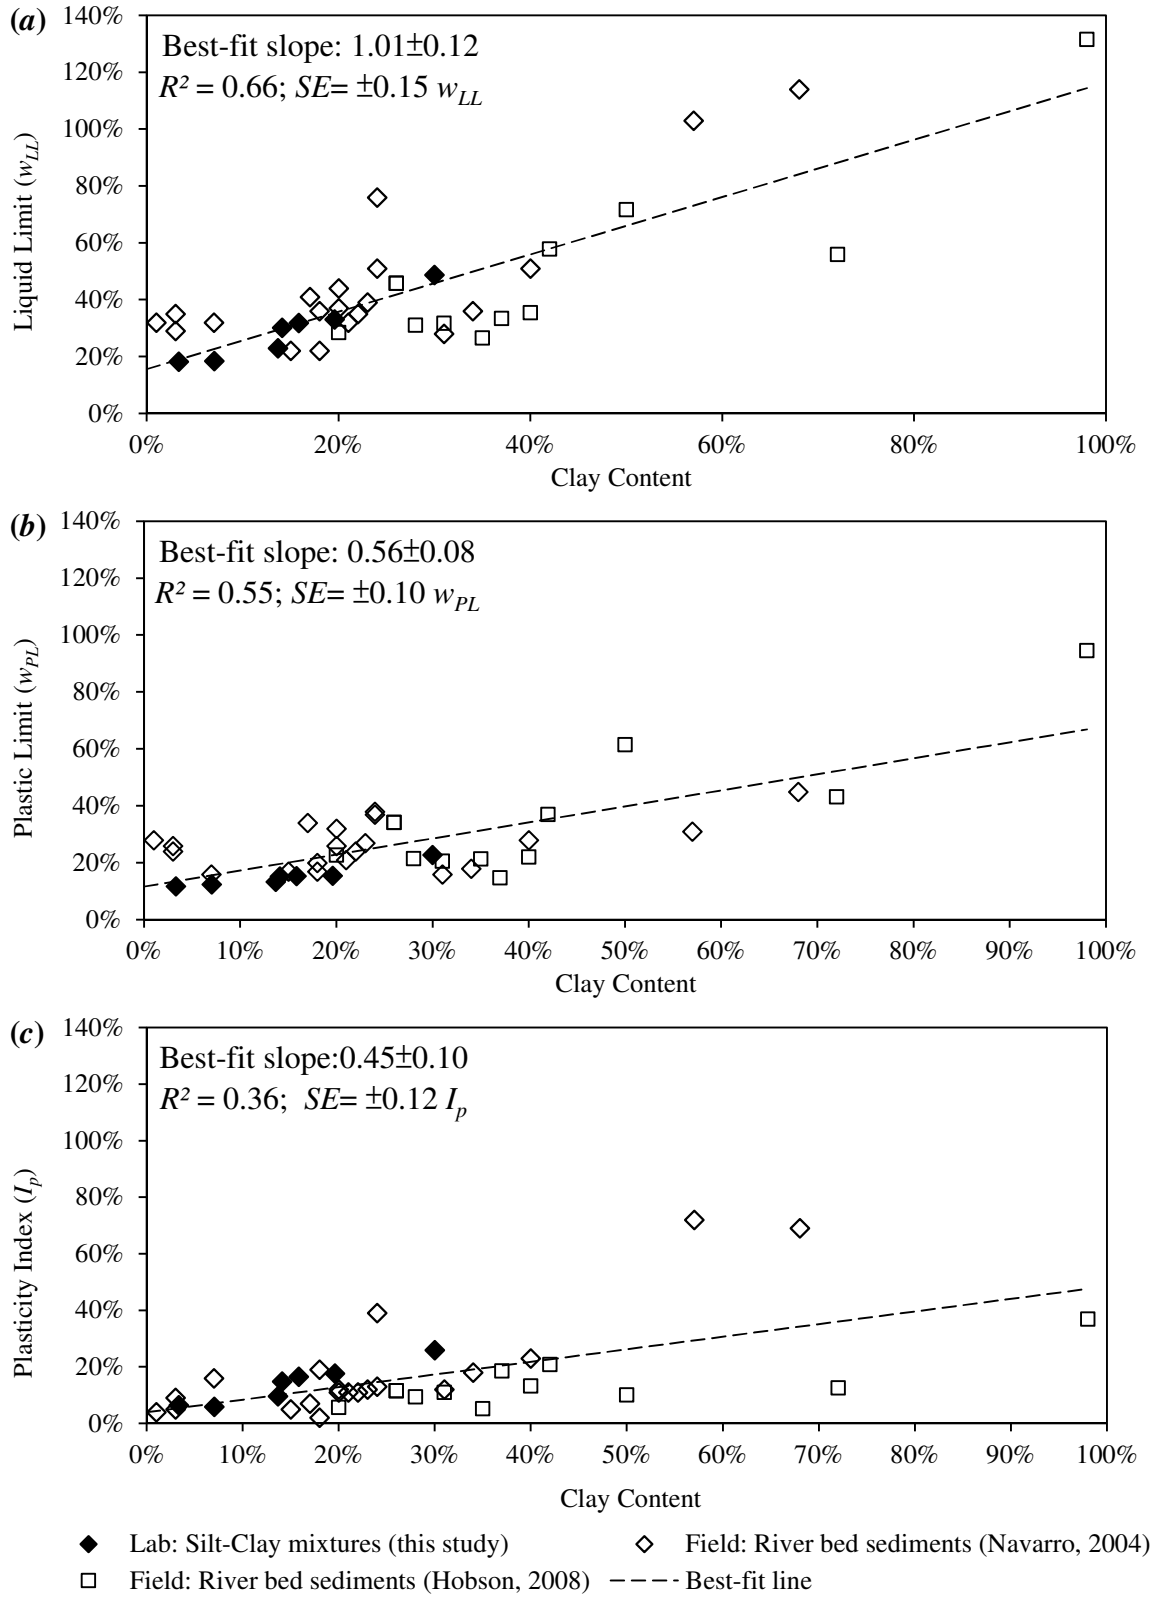 (a)
140%
120%
100%
80%
60%
40%
20%
0%
Liquid Limit (wLL)
Best-fit slope: 1.01±0.12
R² = 0.66; SE= ±0.15 wLL
0% 20% 40% 60% 80% 100%
Clay Content
(b)
140%
120%
100%
80%
60%
40%
20%
0%
Plastic Limit (wPL)
Best-fit slope: 0.56±0.08
R² = 0.55; SE= ±0.10 wPL
0% 10% 20% 30% 40% 50% 60% 70% 80% 90% 100%
Clay Content
(c)
140%
120%
100%
80%
60%
40%
20%
0%
Plasticity Index (Ip)
Best-fit slope:0.45±0.10
R² = 0.36; SE= ±0.12 Ip
0% 10% 20% 30% 40% 50% 60% 70% 80% 90% 100%
Clay Content
Lab: Silt-Clay mixtures (this study) Field: River bed sediments (Navarro, 2004)
Field: River bed sediments (Hobson, 2008) Best-fit line